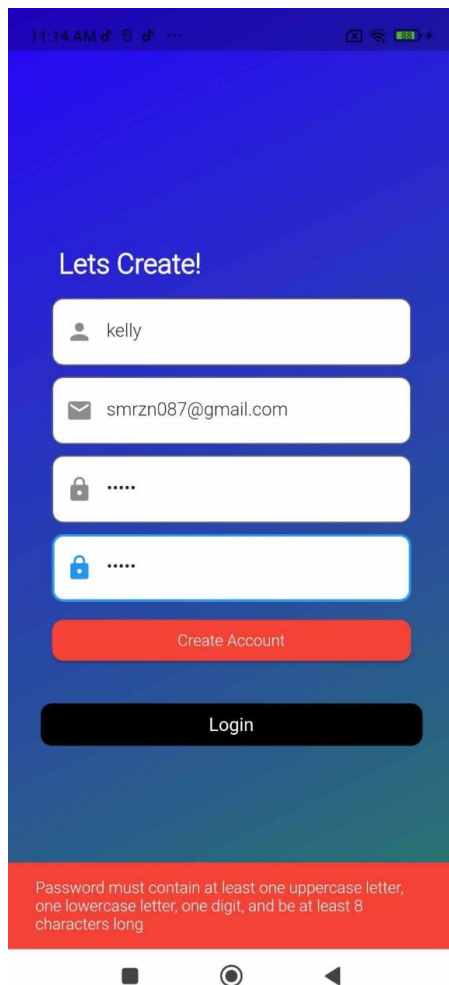 11:14 AM
88
Lets Create!
kelly
smrzn087@gmail.com
•••••
•••••
Create Account
Login
Password must contain at least one uppercase letter,
one lowercase letter, one digit, and be at least 8
characters long